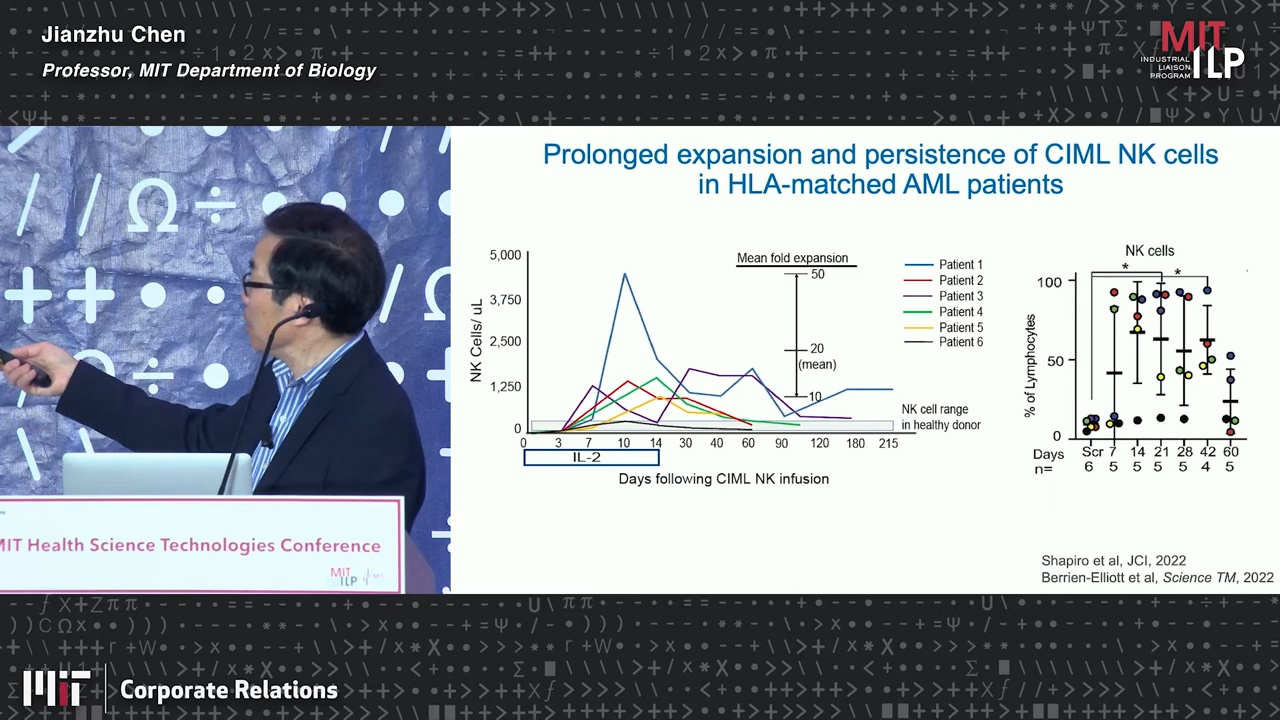 Jianzhu Chen
Professor, MIT Department of Biology
MIT
INDUSTRIAL
LIAISON
PROGRAM
ILP
Prolonged expansion and persistence of CIML NK cells
in HLA-matched AML patients
NK Cells/ uL
5,000
3,750
2,500
1,250
0
Mean fold expansion
50
20
(mean)
10
Patient 1
Patient 2
Patient 3
Patient 4
Patient 5
Patient 6
NK cell range
in healthy donor
0 3 7 10 14 30 40 60 90 120 180 215
IL-2
Days following CIML NK infusion
NK cells
* *
% of Lymphocytes
100
50
0
Days Scr 7 14 21 28 42 60
n= 6 5 5 5 5 4 5
Shapiro et al, JCI, 2022
Berrien-Elliott et al, Science TM, 2022
MIT Health Science Technologies Conference
MIT
ILP
MIT
Corporate Relations